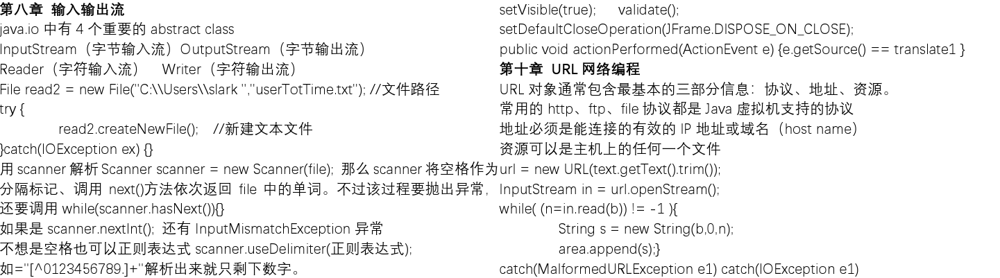 第八章 输入输出流
java.io 中有 4 个重要的 abstract class
InputStream（字节输入流）OutputStream（字节输出流）
Reader（字符输入流） Writer（字符输出流）
File read2 = new File("C:\\Users\\slark ","userTotTime.txt"); //文件路径
try {
read2.createNewFile(); //新建文本文件
}catch(IOException ex) {}
用 scanner 解析 Scanner scanner = new Scanner(file); 那么 scanner 将空格作为
分隔标记、调用 next()方法依次返回 file 中的单词。不过该过程要抛出异常，
还要调用 while(scanner.hasNext()){}
如果是 scanner.nextInt(); 还有 InputMismatchException 异常
不想是空格也可以正则表达式 scanner.useDelimiter(正则表达式);
如="[^0123456789.]+"解析出来就只剩下数字。
setVisible(true); validate();
setDefaultCloseOperation(JFrame.DISPOSE_ON_CLOSE);
public void actionPerformed(ActionEvent e) {e.getSource() == translate1 }
第十章 URL 网络编程
URL 对象通常包含最基本的三部分信息：协议、地址、资源。
常用的 http、ftp、file 协议都是 Java 虚拟机支持的协议
地址必须是能连接的有效的 IP 地址或域名（host name）
资源可以是主机上的任何一个文件
url = new URL(text.getText().trim());
InputStream in = url.openStream();
while( (n=in.read(b)) != -1 ){
String s = new String(b,0,n);
area.append(s);}
catch(MalformedURLException e1) catch(IOException e1)